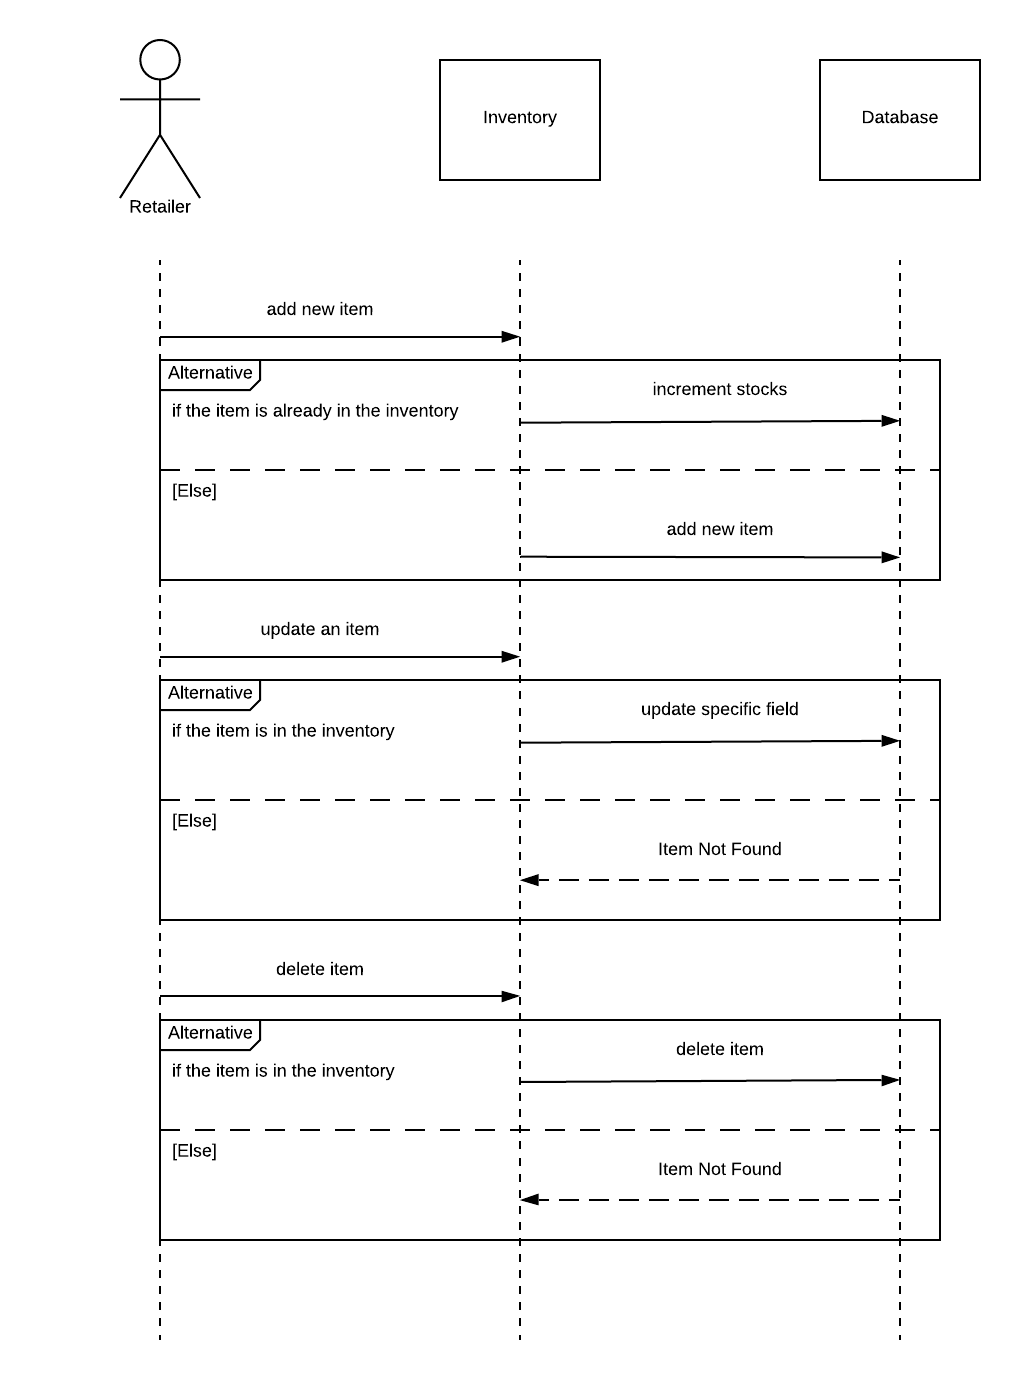 Retailer
Inventory
Database
add new item
Alternative
increment stocks
if the item is already in the inventory
[Else]
add new item
update an item
Alternative
update specific field
if the item is in the inventory
[Else]
Item Not Found
delete item
Alternative
delete item
if the item is in the inventory
[Else]
Item Not Found